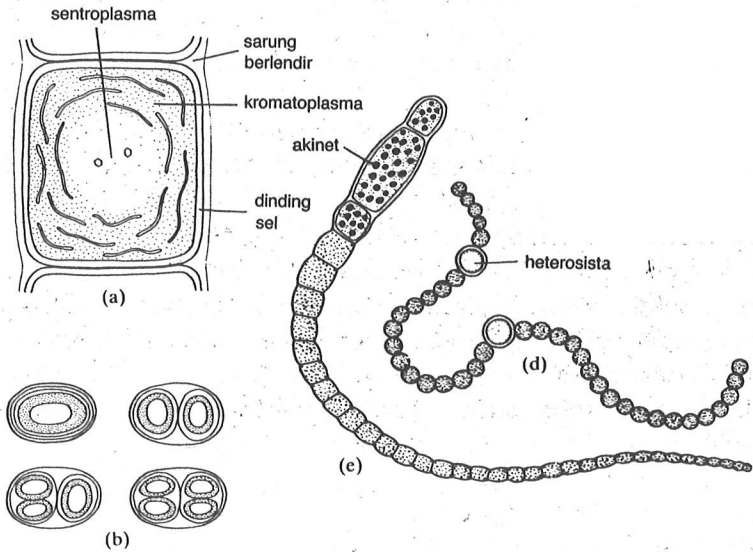 sentroplasma
sarung
berlendir
kromatoplasma
dinding
sel
(a)
akinet
heterosista
(d)
(e)
(b)